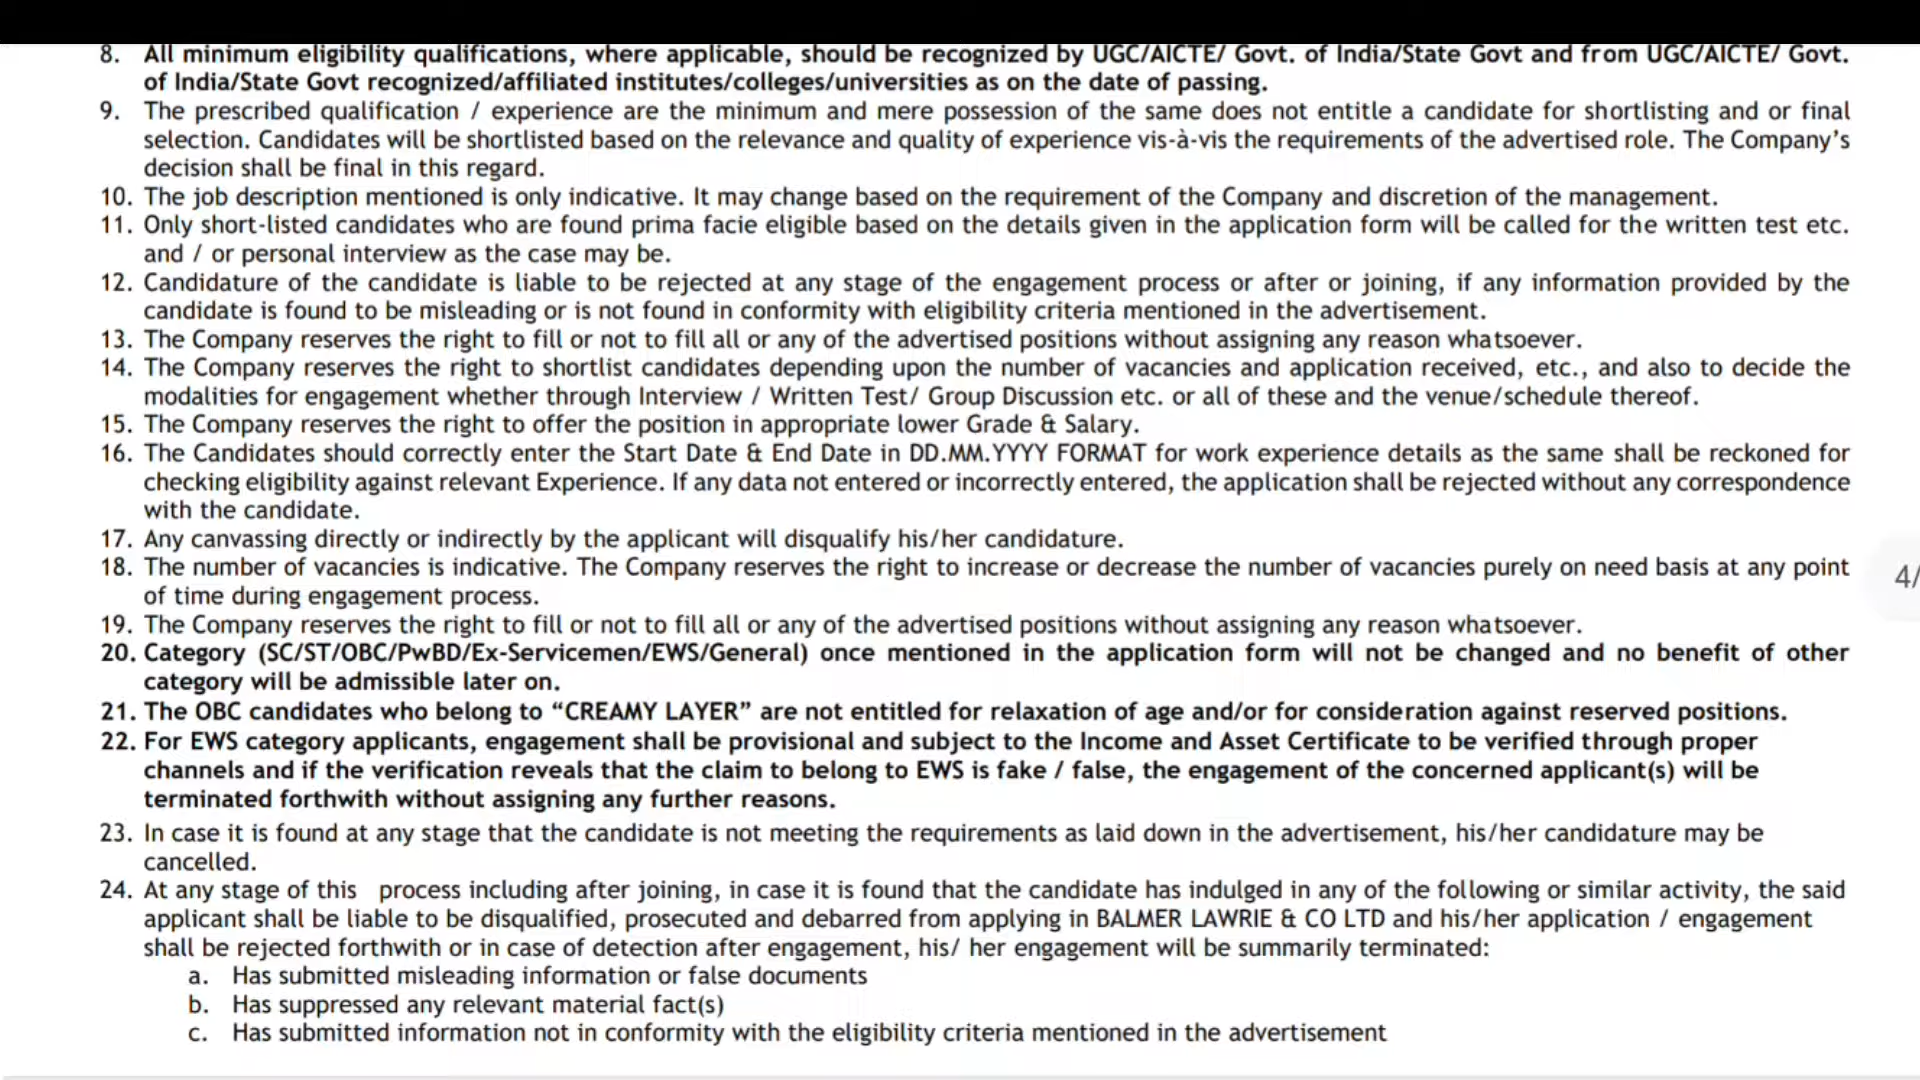 8. All minimum eligibility qualifications, where applicable, should be recognized by UGC/AICTE/ Govt. of India/State Govt and from UGC/AICTE/ Govt.
of India/State Govt recognized/affiliated institutes/colleges/universities as on the date of passing.
9. The prescribed qualification / experience are the minimum and mere possession of the same does not entitle a candidate for shortlisting and or final
selection. Candidates will be shortlisted based on the relevance and quality of experience vis-à-vis the requirements of the advertised role. The Company’s
decision shall be final in this regard.
10. The job description mentioned is only indicative. It may change based on the requirement of the Company and discretion of the management.
11. Only short-listed candidates who are found prima facie eligible based on the details given in the application form will be called for the written test etc.
and / or personal interview as the case may be.
12. Candidature of the candidate is liable to be rejected at any stage of the engagement process or after or joining, if any information provided by the
candidate is found to be misleading or is not found in conformity with eligibility criteria mentioned in the advertisement.
13. The Company reserves the right to fill or not to fill all or any of the advertised positions without assigning any reason whatsoever.
14. The Company reserves the right to shortlist candidates depending upon the number of vacancies and application received, etc., and also to decide the
modalities for engagement whether through Interview / Written Test/ Group Discussion etc. or all of these and the venue/schedule thereof.
15. The Company reserves the right to offer the position in appropriate lower Grade & Salary.
16. The Candidates should correctly enter the Start Date & End Date in DD.MM.YYYY FORMAT for work experience details as the same shall be reckoned for
checking eligibility against relevant Experience. If any data not entered or incorrectly entered, the application shall be rejected without any correspondence
with the candidate.
17. Any canvassing directly or indirectly by the applicant will disqualify his/her candidature.
18. The number of vacancies is indicative. The Company reserves the right to increase or decrease the number of vacancies purely on need basis at any point
of time during engagement process.
4/
19. The Company reserves the right to fill or not to fill all or any of the advertised positions without assigning any reason whatsoever.
20. Category (SC/ST/OBC/PwBD/Ex-Servicemen/EWS/General) once mentioned in the application form will not be changed and no benefit of other
category will be admissible later on.
21. The OBC candidates who belong to “CREAMY LAYER” are not entitled for relaxation of age and/or for consideration against reserved positions.
22. For EWS category applicants, engagement shall be provisional and subject to the Income and Asset Certificate to be verified through proper
channels and if the verification reveals that the claim to belong to EWS is fake / false, the engagement of the concerned applicant(s) will be
terminated forthwith without assigning any further reasons.
23. In case it is found at any stage that the candidate is not meeting the requirements as laid down in the advertisement, his/her candidature may be
cancelled.
24. At any stage of this process including after joining, in case it is found that the candidate has indulged in any of the following or similar activity, the said
applicant shall be liable to be disqualified, prosecuted and debarred from applying in BALMER LAWRIE & CO LTD and his/her application / engagement
shall be rejected forthwith or in case of detection after engagement, his/ her engagement will be summarily terminated:
a. Has submitted misleading information or false documents
b. Has suppressed any relevant material fact(s)
c. Has submitted information not in conformity with the eligibility criteria mentioned in the advertisement